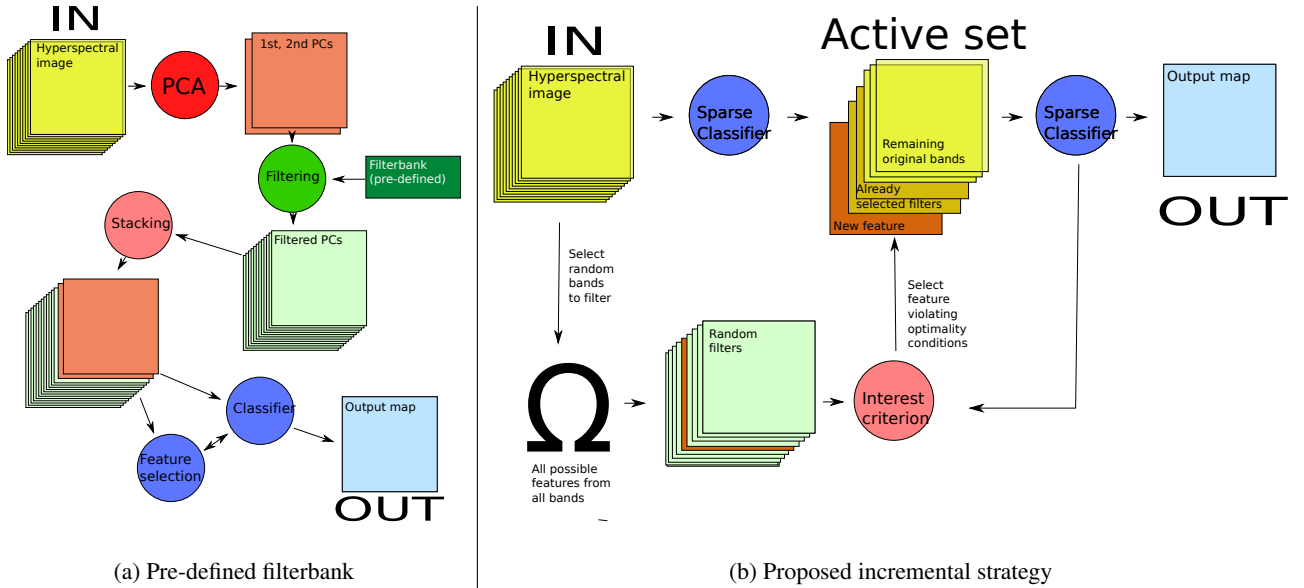 IN
Hyperspectral
image
PCA
1st, 2nd PCs
Filtering
Filterbank
(pre-defined)
Stacking
Filtered PCs
Classifier
Feature
selection
Output map
OUT
(a) Pre-defined filterbank
IN
Hyperspectral
image
Sparse
Classifier
Active set
Remaining
original bands
Already
selected filters
New feature
Sparse
Classifier
Output map
OUT
Select
random
bands
to filter
Ω
All possible
features from
all bands
Random
filters
Interest
criterion
Select
feature
violating
optimality
conditions
(b) Proposed incremental strategy